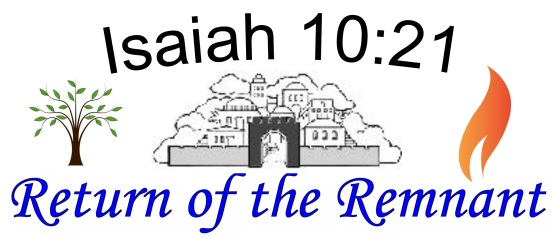 Isaiah 10:21
Return of the Remnant